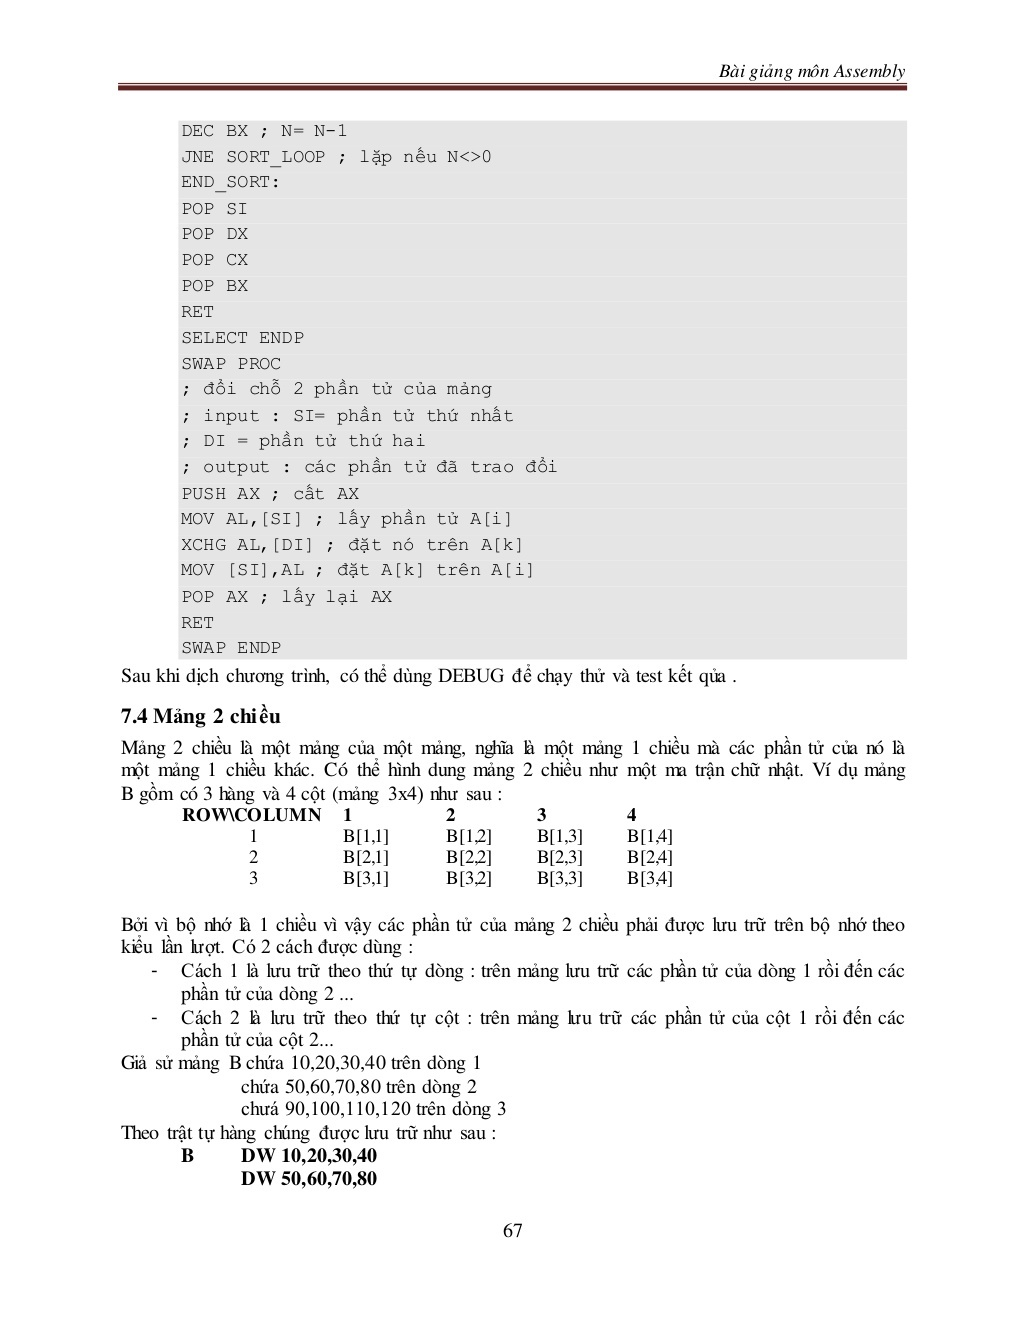 Bài giảng môn Assembly
DEC BX ; N= N-1
JNE SORT_LOOP ; lặp nếu N<>0
END_SORT:
POP SI
POP DX
POP CX
POP BX
RET
SELECT ENDP
SWAP PROC
; đổi chỗ 2 phần tử của mảng
; input : SI= phần tử thứ nhất
; DI = phần tử thứ hai
; output : các phần tử đã trao đổi
PUSH AX ; cất AX
MOV AL,[SI] ; lấy phần tử A[i]
XCHG AL,[DI] ; đặt nó trên A[k]
MOV [SI],AL ; đặt A[k] trên A[i]
POP AX ; lấy lại AX
RET
SWAP ENDP
Sau khi dịch chương trình, có thể dùng DEBUG để chạy thử và test kết qủa .
7.4 Mảng 2 chiều
Mảng 2 chiều là một mảng của một mảng, nghĩa là một mảng 1 chiều mà các phần tử của nó là
một mảng 1 chiều khác. Có thể hình dung mảng 2 chiều như một ma trận chữ nhật. Ví dụ mảng
B gồm có 3 hàng và 4 cột (mảng 3x4) như sau :
ROW\COLUMN 1 2 3 4
1 B[1,1] B[1,2] B[1,3] B[1,4]
2 B[2,1] B[2,2] B[2,3] B[2,4]
3 B[3,1] B[3,2] B[3,3] B[3,4]
Bởi vì bộ nhớ là 1 chiều vì vậy các phần tử của mảng 2 chiều phải được lưu trữ trên bộ nhớ theo
kiểu lần lượt. Có 2 cách được dùng :
- Cách 1 là lưu trữ theo thứ tự dòng : trên mảng lưu trữ các phần tử của dòng 1 rồi đến các
phần tử của dòng 2 ...
- Cách 2 là lưu trữ theo thứ tự cột : trên mảng lưu trữ các phần tử của cột 1 rồi đến các
phần tử của cột 2...
Giả sử mảng B chứa 10,20,30,40 trên dòng 1
chứa 50,60,70,80 trên dòng 2
chưá 90,100,110,120 trên dòng 3
Theo trật tự hàng chúng được lưu trữ như sau :
B DW 10,20,30,40
DW 50,60,70,80
67